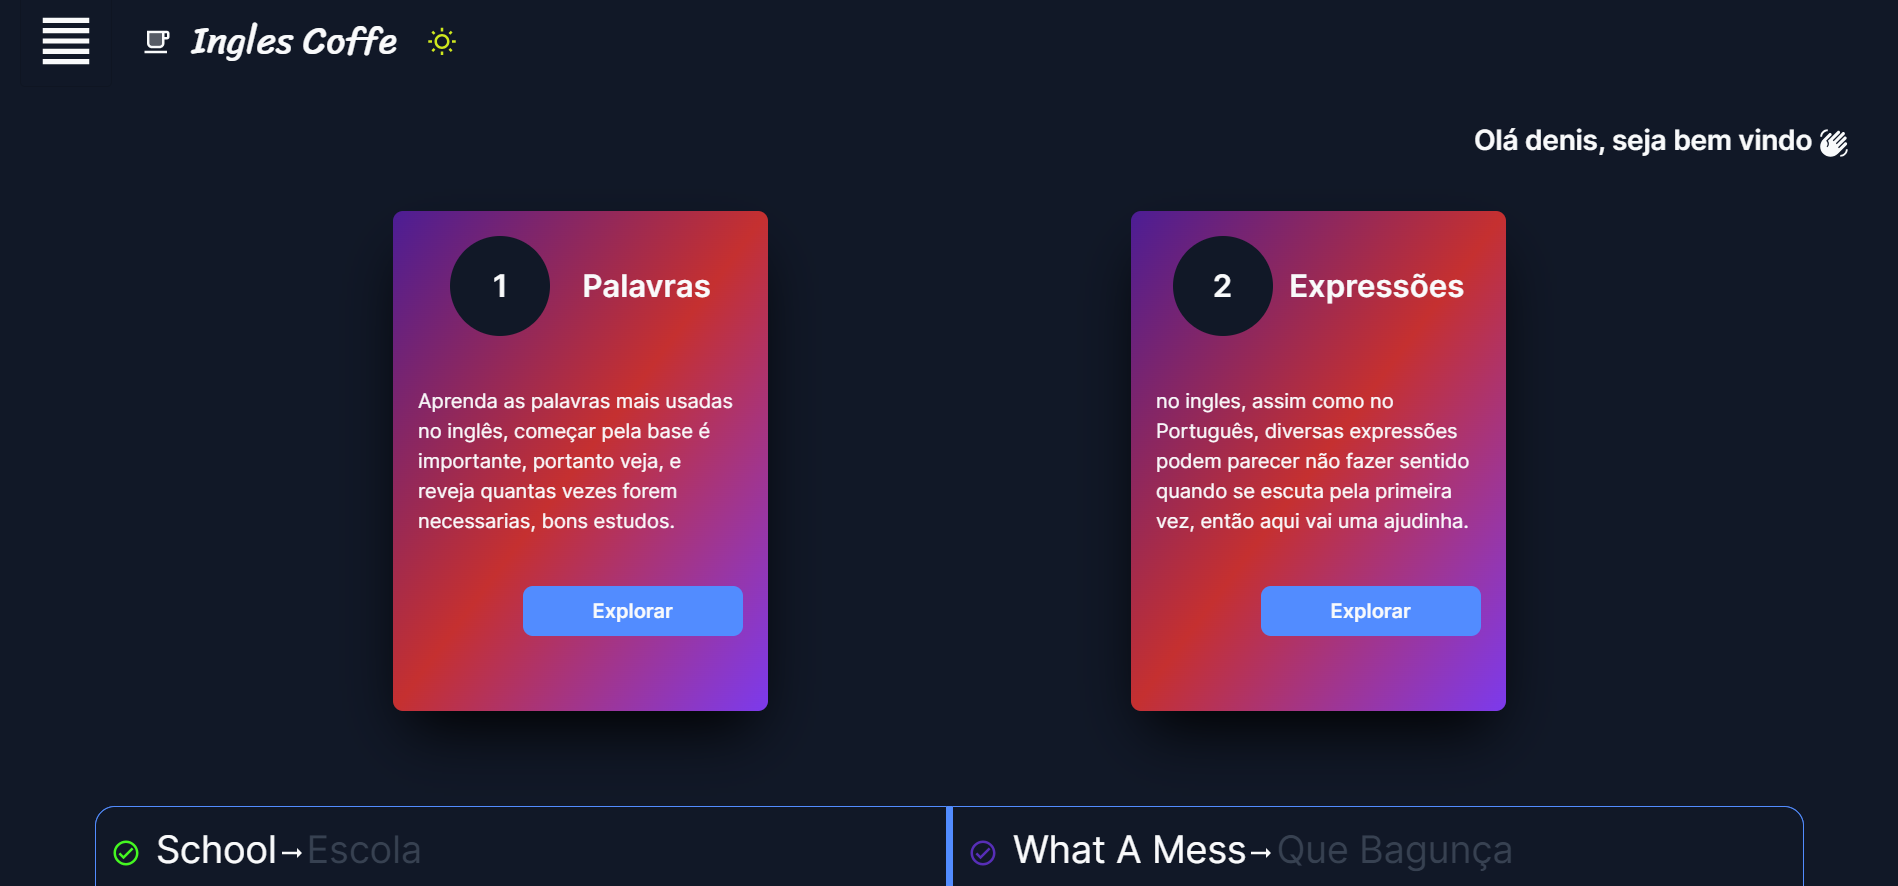 Ingles Coffe
Olá denis, seja bem vindo
1
Palavras
Aprenda as palavras mais usadas
no inglês, começar pela base é
importante, portanto veja, e
reveja quantas vezes forem
necessarias, bons estudos.
Explorar
2
Expressões
no ingles, assim como no
Português, diversas expressões
podem parecer não fazer sentido
quando se escuta pela primeira
vez, então aqui vai uma ajudinha.
Explorar
School→Escola
What A Mess→Que Bagunça